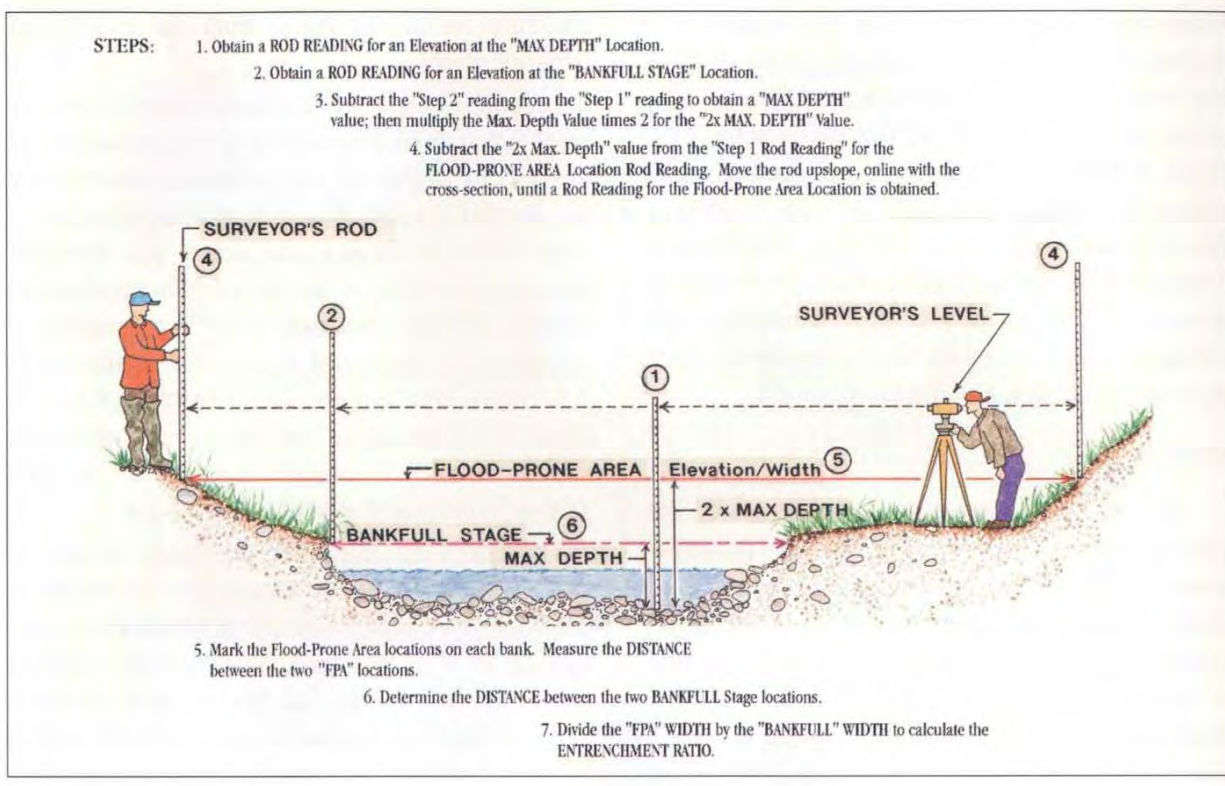 STEPS: 1. Obtain a ROD READING for an Elevation at the "MAX DEPTH" Location.
2. Obtain a ROD READING for an Elevation at the "BANKFULL STAGE" Location.
3. Subtract the "Step 2" reading from the "Step 1" reading to obtain a "MAX DEPTH"
value; then multiply the Max. Depth Value times 2 for the "2x MAX. DEPTH" Value.
4. Subtract the "2x Max. Depth" value from the "Step 1 Rod Reading" for the
FLOOD-PRONE AREA Location Rod Reading. Move the rod upslope, online with the
cross-section, until a Rod Reading for the Flood-Prone Area Location is obtained.
SURVEYOR'S ROD
4
4
2
SURVEYOR'S LEVEL
1
FLOOD-PRONE AREA Elevation/Width 5
2 x MAX DEPTH
BANKFULL STAGE 6
MAX DEPTH
5. Mark the Flood-Prone Area locations on each bank. Measure the DISTANCE
between the two "FPA" locations.
6. Determine the DISTANCE between the two BANKFULL Stage locations.
7. Divide the "FPA" WIDTH by the "BANKFULL" WIDTH to calculate the
ENTRENCHMENT RATIO.